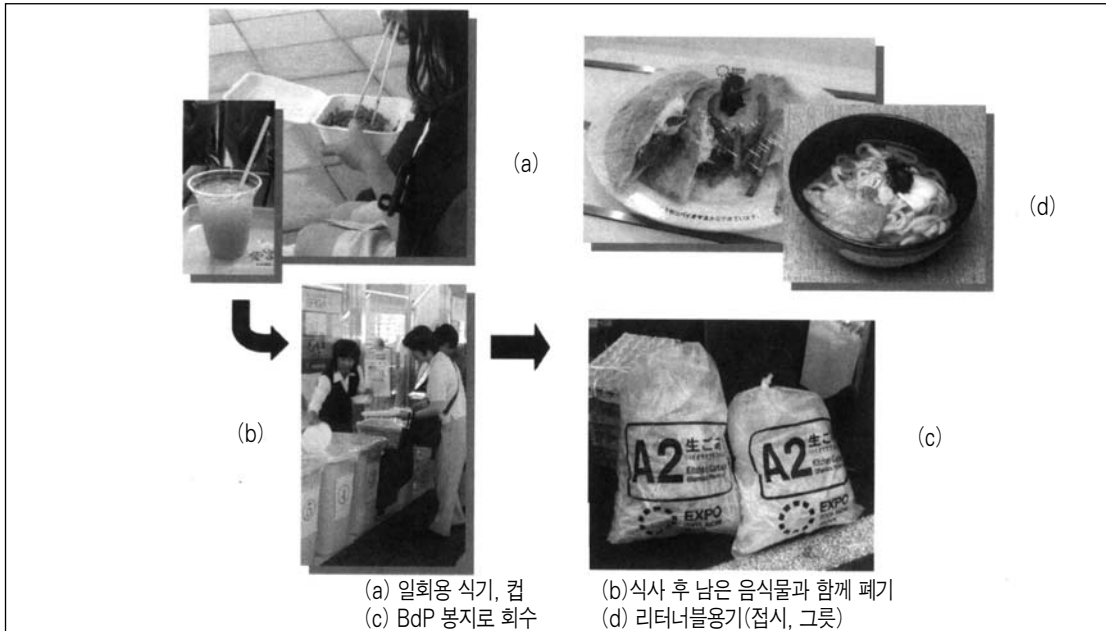 (a)
(d)
(b)
(c)
A2 生ごみ
A2 生ご
EXPO
EXPO
(a) 일회용 식기, 컵
(b)식사 후 남은 음식물과 함께 폐기
(c) BdP 봉지로 회수
(d) 리터너블용기(접시, 그릇)